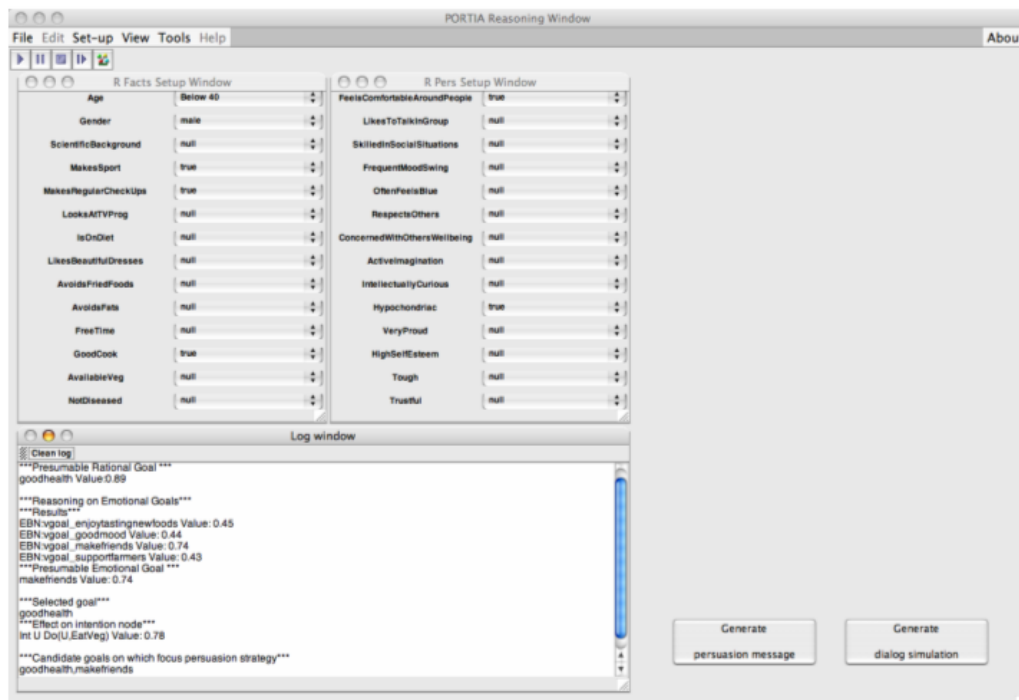 PORTIA Reasoning Window
File Edit Set-up View Tools Help
Abou
R Facts Setup Window
Age Below 40
Gender male
ScientificBackground null
MakesSport true
MakesRegularCheckUps true
LooksAtTVProg null
IsOnDiet null
LikesBeautifulDresses null
AvoidsFriedFoods null
AvoidsFats null
FreeTime null
GoodCook true
AvailableVeg null
NotDiseased null
R Pers Setup Window
FeelsComfortableAroundPeople true
LikesToTalkInGroup null
SkilledInSocialSituations null
FrequentMoodSwing null
OftenFeelsBlue null
RespectsOthers null
ConcernedWithOthersWellbeing null
ActiveImagination null
IntellectuallyCurious null
Hypochondriac true
VeryProud null
HighSelfEsteem null
Tough null
Trustful null
Log window
Clean log
***Presumable Rational Goal ***
goodhealth Value:0.89
***Reasoning on Emotional Goals***
***Results***
EBN:vgoal_enjoytastingnewfoods Value: 0.45
EBN:vgoal_goodmood Value: 0.44
EBN:vgoal_makefriends Value: 0.74
EBN:vgoal_supportfarmers Value: 0.43
***Presumable Emotional Goal ***
makefriends Value: 0.74
***Selected goal***
goodhealth
***Effect on intention node***
Int U Do(U,EatVeg) Value: 0.78
***Candidate goals on which focus persuasion strategy***
goodhealth,makefriends
Generate
persuasion message
Generate
dialog simulation